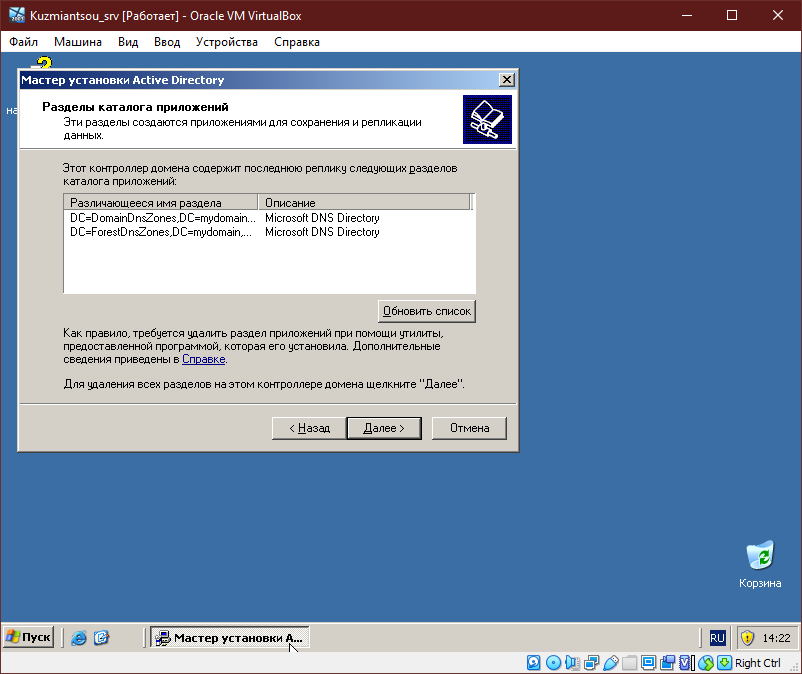 Kuzmiantsou_srv [Работает] - Oracle VM VirtualBox
Файл Машина Вид Ввод Устройства Справка
Мастер установки Active Directory
Разделы каталога приложений
Эти разделы создаются приложениями для сохранения и репликации
данных.
Этот контроллер домена содержит последнюю реплику следующих разделов
каталога приложений:
Различающееся имя раздела Описание
DC=DomainDnsZones,DC=mydomain... Microsoft DNS Directory
DC=ForestDnsZones,DC=mydomain,... Microsoft DNS Directory
Обновить список
Как правило, требуется удалить раздел приложений при помощи утилиты,
предоставленной программой, которая его установила. Дополнительные
сведения приведены в Справке.
Для удаления всех разделов на этом контроллере домена щелкните "Далее".
< Назад Далее > Отмена
Корзина
Пуск Мастер установки A... RU 14:22
Right Ctrl